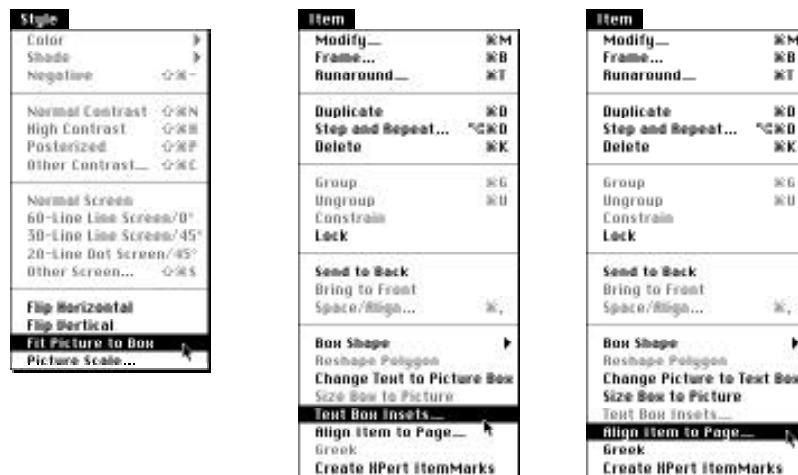 Style
Color
Shade
Negative ⇧⌘-
Normal Contrast ⇧⌘N
High Contrast ⇧⌘H
Posterized ⇧⌘P
Other Contrast... ⇧⌘C
Normal Screen
60-Line Line Screen/0°
30-Line Line Screen/45°
20-Line Dot Screen/45°
Other Screen... ⇧⌘S
Flip Horizontal
Flip Vertical
Fit Picture to Box
Picture Scale...
Item
Modify... ⌘M
Frame... ⌘B
Runaround... ⌘T
Duplicate ⌘D
Step and Repeat... ⌥⌘D
Delete ⌘K
Group ⌘G
Ungroup ⌘U
Constrain
Lock
Send to Back
Bring to Front
Space/Align... ⌘,
Box Shape
Reshape Polygon
Change Text to Picture Box
Size Box to Picture
Text Box Insets...
Align Item to Page...
Greek
Create XPert ItemMarks
Item
Modify... ⌘M
Frame... ⌘B
Runaround... ⌘T
Duplicate ⌘D
Step and Repeat... ⌥⌘D
Delete ⌘K
Group ⌘G
Ungroup ⌘U
Constrain
Lock
Send to Back
Bring to Front
Space/Align... ⌘,
Box Shape
Reshape Polygon
Change Picture to Text Box
Size Box to Picture
Text Box Insets...
Align Item to Page...
Greek
Create XPert ItemMarks